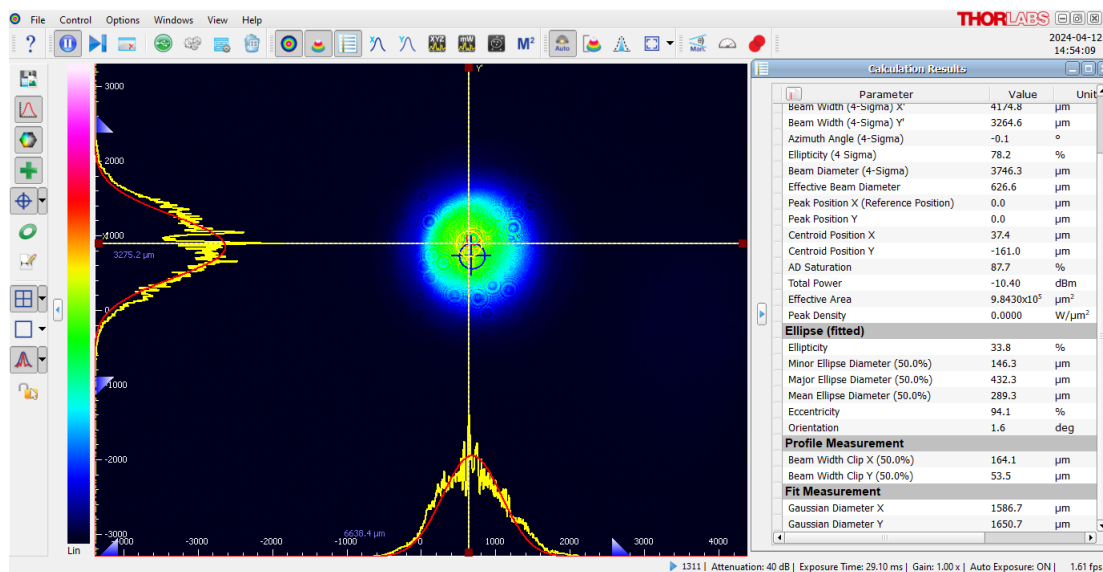 File Control Options Windows View Help
THORLABS
? XYZ mW M² Auto Man.
2024-04-12
14:54:09
Calculation Results
Parameter Value Unit
Beam Width (4-Sigma) X' 4174.8 µm
Beam Width (4-Sigma) Y' 3264.6 µm
Azimuth Angle (4-Sigma) -0.1 °
Ellipticity (4 Sigma) 78.2 %
Beam Diameter (4-Sigma) 3746.3 µm
Effective Beam Diameter 626.6 µm
Peak Position X (Reference Position) 0.0 µm
Peak Position Y 0.0 µm
Centroid Position X 37.4 µm
Centroid Position Y -161.0 µm
AD Saturation 87.7 %
Total Power -10.40 dBm
Effective Area 9.8430x10⁵ µm²
Peak Density 0.0000 W/µm²
Ellipse (fitted)
Ellipticity 33.8 %
Minor Ellipse Diameter (50.0%) 146.3 µm
Major Ellipse Diameter (50.0%) 432.3 µm
Mean Ellipse Diameter (50.0%) 289.3 µm
Eccentricity 94.1 %
Orientation 1.6 deg
Profile Measurement
Beam Width Clip X (50.0%) 164.1 µm
Beam Width Clip Y (50.0%) 53.5 µm
Fit Measurement
Gaussian Diameter X 1586.7 µm
Gaussian Diameter Y 1650.7 µm
Y'
3300
2000
1000
3275.2 µm
0
-1000
-2000
-3000
6638.4 µm
-4000 -3000 -2000 -1000 0 1000 2000 3000 4000
Lin
1311 | Attenuation: 40 dB | Exposure Time: 29.10 ms | Gain: 1.00 x | Auto Exposure: ON | 1.61 fps